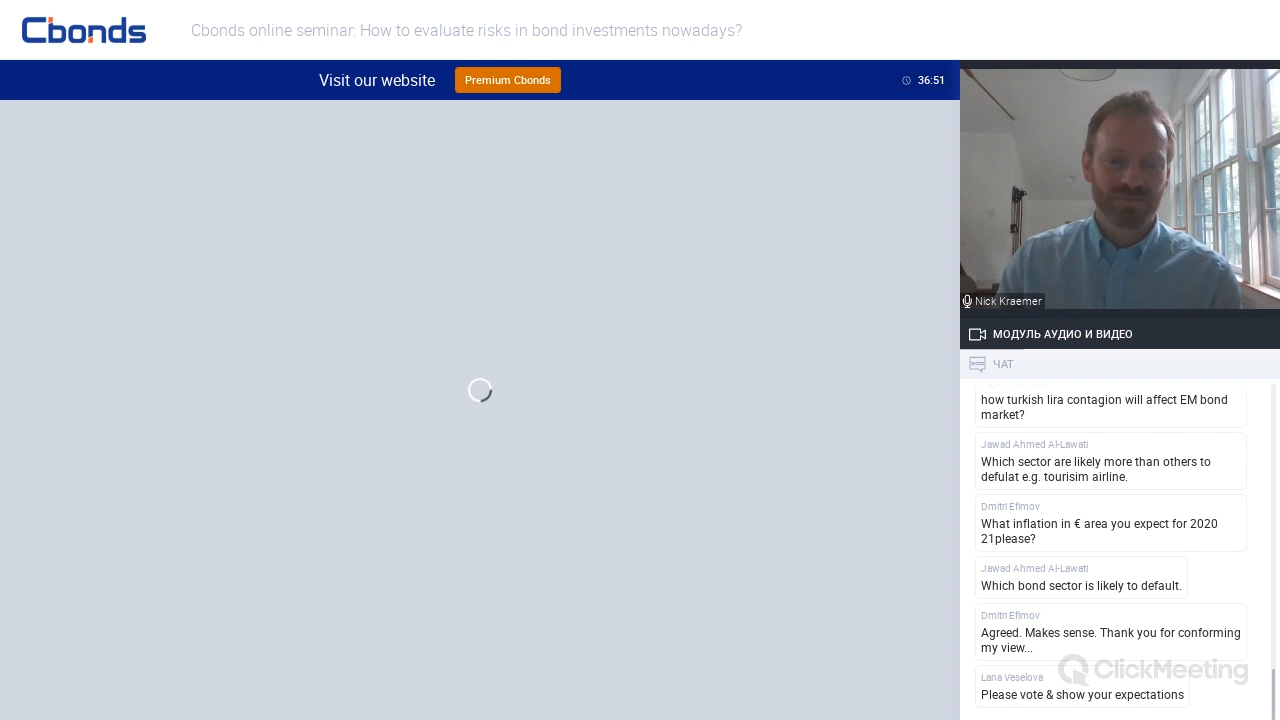 Cbonds
Cbonds online seminar: How to evaluate risks in bond investments nowadays?
Visit our website
Premium Cbonds
36:51
Nick Kraemer
МОДУЛЬ АУДИО И ВИДЕО
ЧАТ
how turkish lira contagion will affect EM bond
market?
Jawad Ahmed Al-Lawati
Which sector are likely more than others to
defulat e.g. tourisim airline.
Dmitri Efimov
What inflation in € area you expect for 2020
21please?
Jawad Ahmed Al-Lawati
Which bond sector is likely to default.
Dmitri Efimov
Agreed. Makes sense. Thank you for conforming
my view...
ClickMeeting
Lana Veselova
Please vote & show your expectations